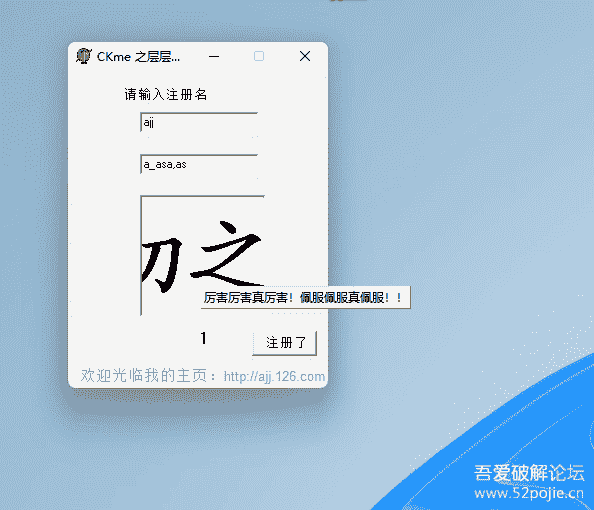 CKme 之层层...
请输入注册名
ajj
a_asa,as
刃之
厉害厉害真厉害！佩服佩服真佩服！！
1
注册了
欢迎光临我的主页：http://ajj.126.com
吾爱破解论坛
www.52pojie.cn